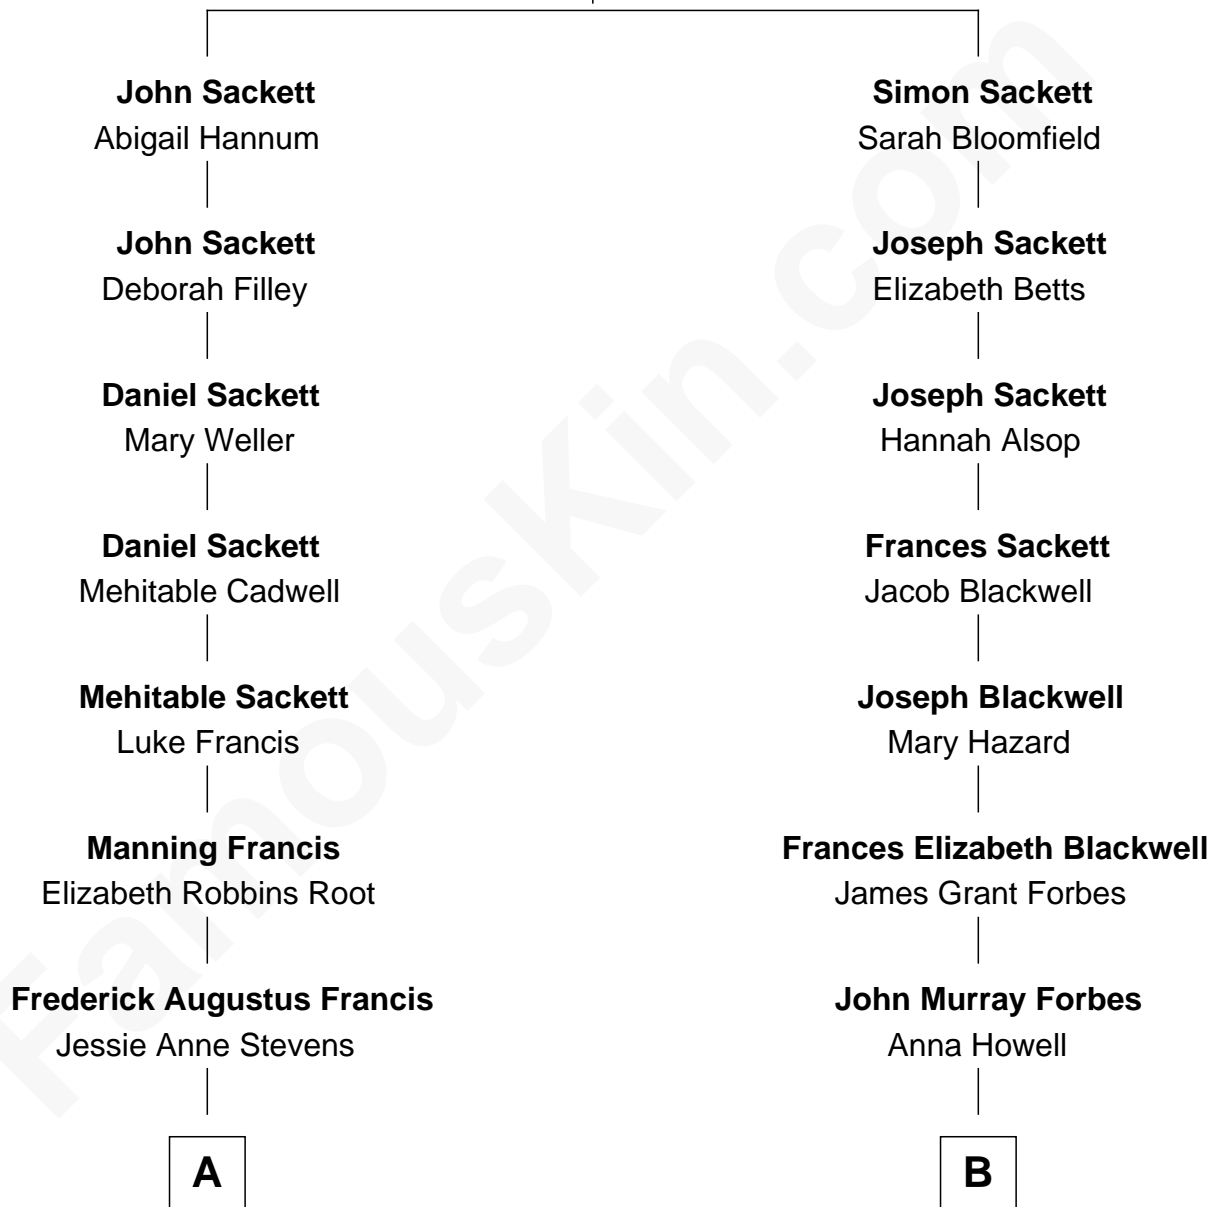 John Sackett
Abigail Hannum
John Sackett
Deborah Filley
Daniel Sackett
Mary Weller
Daniel Sackett
Mehitable Cadwell
Mehitable Sackett
Luke Francis
Manning Francis
Elizabeth Robbins Root
Frederick Augustus Francis
Jessie Anne Stevens
A
Simon Sackett
Sarah Bloomfield
Joseph Sackett
Elizabeth Betts
Joseph Sackett
Hannah Alsop
Frances Sackett
Jacob Blackwell
Joseph Blackwell
Mary Hazard
Frances Elizabeth Blackwell
James Grant Forbes
John Murray Forbes
Anna Howell
B
FamousKin.com